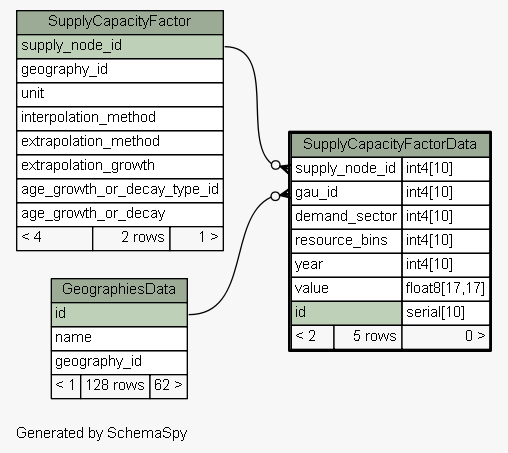 SupplyCapacityFactor
supply_node_id
geography_id
unit
interpolation_method
extrapolation_method
extrapolation_growth
age_growth_or_decay_type_id
age_growth_or_decay
< 4 2 rows 1 >
SupplyCapacityFactorData
supply_node_id int4[10]
gau_id int4[10]
demand_sector int4[10]
resource_bins int4[10]
year int4[10]
value float8[17,17]
id serial[10]
< 2 5 rows 0 >
GeographiesData
id
name
geography_id
< 1 128 rows 62 >
Generated by SchemaSpy